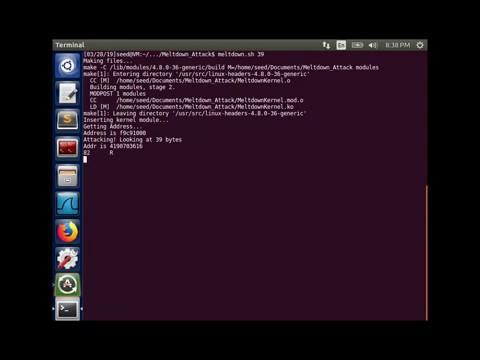 Terminal
En
8:38 PM
[03/28/19]seed@VM:~/.../Meltdown_Attack$ meltdown.sh 39
Making files...
make -C /lib/modules/4.8.0-36-generic/build M=/home/seed/Documents/Meltdown_Attack modules
make[1]: Entering directory '/usr/src/linux-headers-4.8.0-36-generic'
CC [M] /home/seed/Documents/Meltdown_Attack/MeltdownKernel.o
Building modules, stage 2.
MODPOST 1 modules
CC /home/seed/Documents/Meltdown_Attack/MeltdownKernel.mod.o
LD [M] /home/seed/Documents/Meltdown_Attack/MeltdownKernel.ko
make[1]: Leaving directory '/usr/src/linux-headers-4.8.0-36-generic'
Inserting kernel module...
Getting Address...
Address is f9c91000
Attacking! Looking at 39 bytes
Addr is 4190703616
82 R